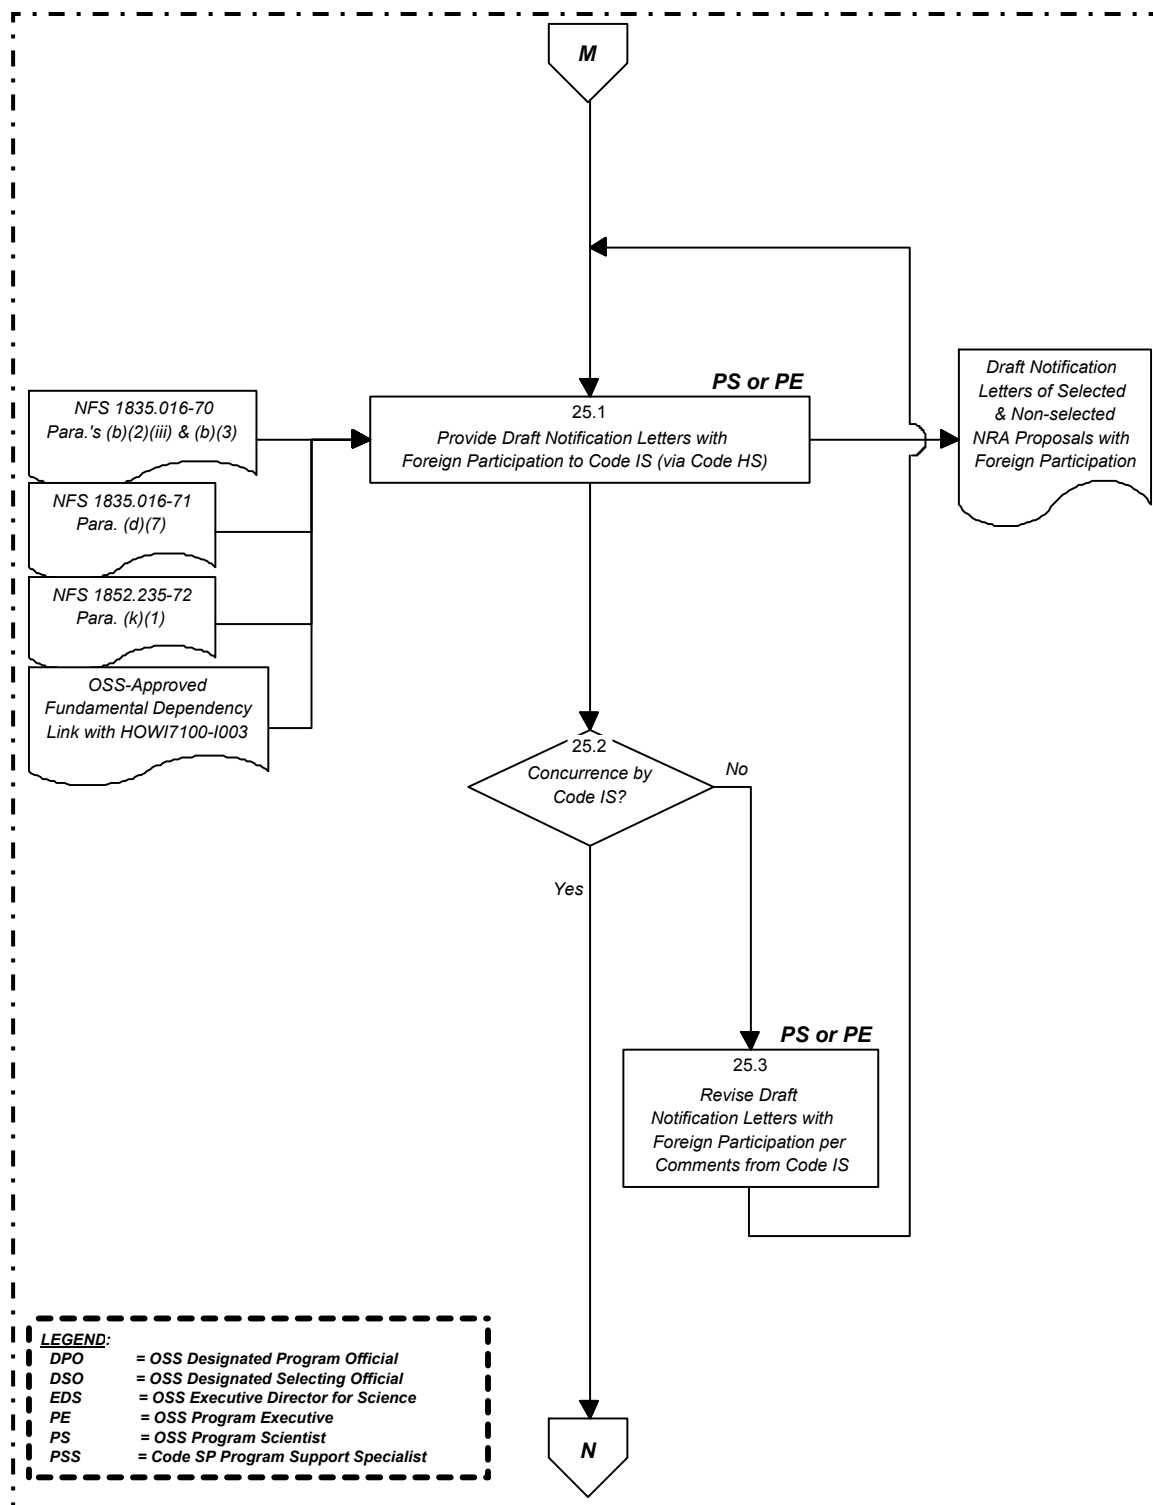 M
PS or PE
25.1
Provide Draft Notification Letters with
Foreign Participation to Code IS (via Code HS)
Draft Notification
Letters of Selected
& Non-selected
NRA Proposals with
Foreign Participation
NFS 1835.016-70
Para.'s (b)(2)(iii) & (b)(3)
NFS 1835.016-71
Para. (d)(7)
NFS 1852.235-72
Para. (k)(1)
OSS-Approved
Fundamental Dependency
Link with HOWI7100-I003
25.2
Concurrence by
Code IS?
No
Yes
PS or PE
25.3
Revise Draft
Notification Letters with
Foreign Participation per
Comments from Code IS
LEGEND:
DPO = OSS Designated Program Official
DSO = OSS Designated Selecting Official
EDS = OSS Executive Director for Science
PE = OSS Program Executive
PS = OSS Program Scientist
PSS = Code SP Program Support Specialist
N